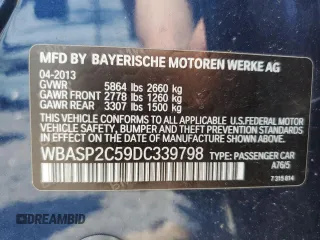 MFD BY BAYERISCHE MOTOREN WERKE AG
04-2013
GVWR 5864 lbs 2660 kg
GAWR FRONT 2778 lbs 1260 kg
GAWR REAR 3307 lbs 1500 kg
THIS VEHICLE CONFORMS TO ALL APPLICABLE U.S. FEDERAL MOTOR
VEHICLE SAFETY, BUMPER, AND THEFT PREVENTION STANDARDS IN EFFECT
ON THE DATE OF MANUFACTURE SHOWN ABOVE.
WBASP2C59DC339798 TYPE: PASSENGER CAR
A76/5
7 315 814
STAT.VIN
© DREAMBID